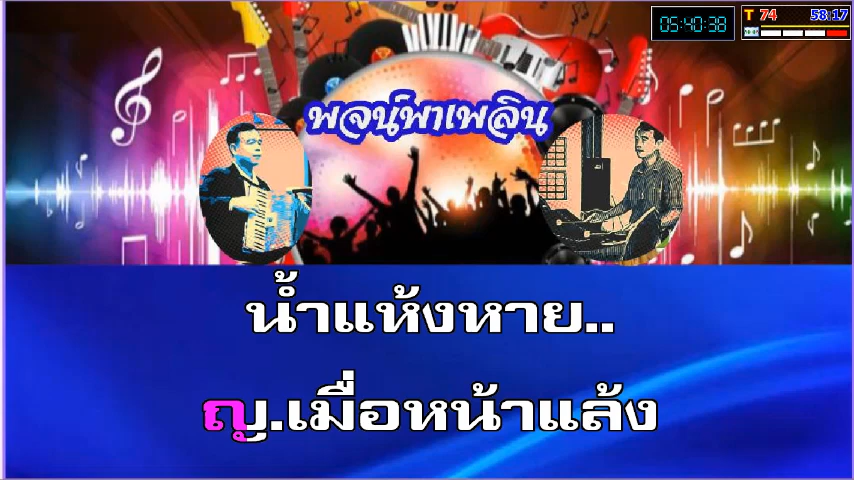 05:40:38
T 74 58:17
พจน์พาเพลิน
น้ำแห้งหาย..
ญ.เมื่อหน้าแล้ง